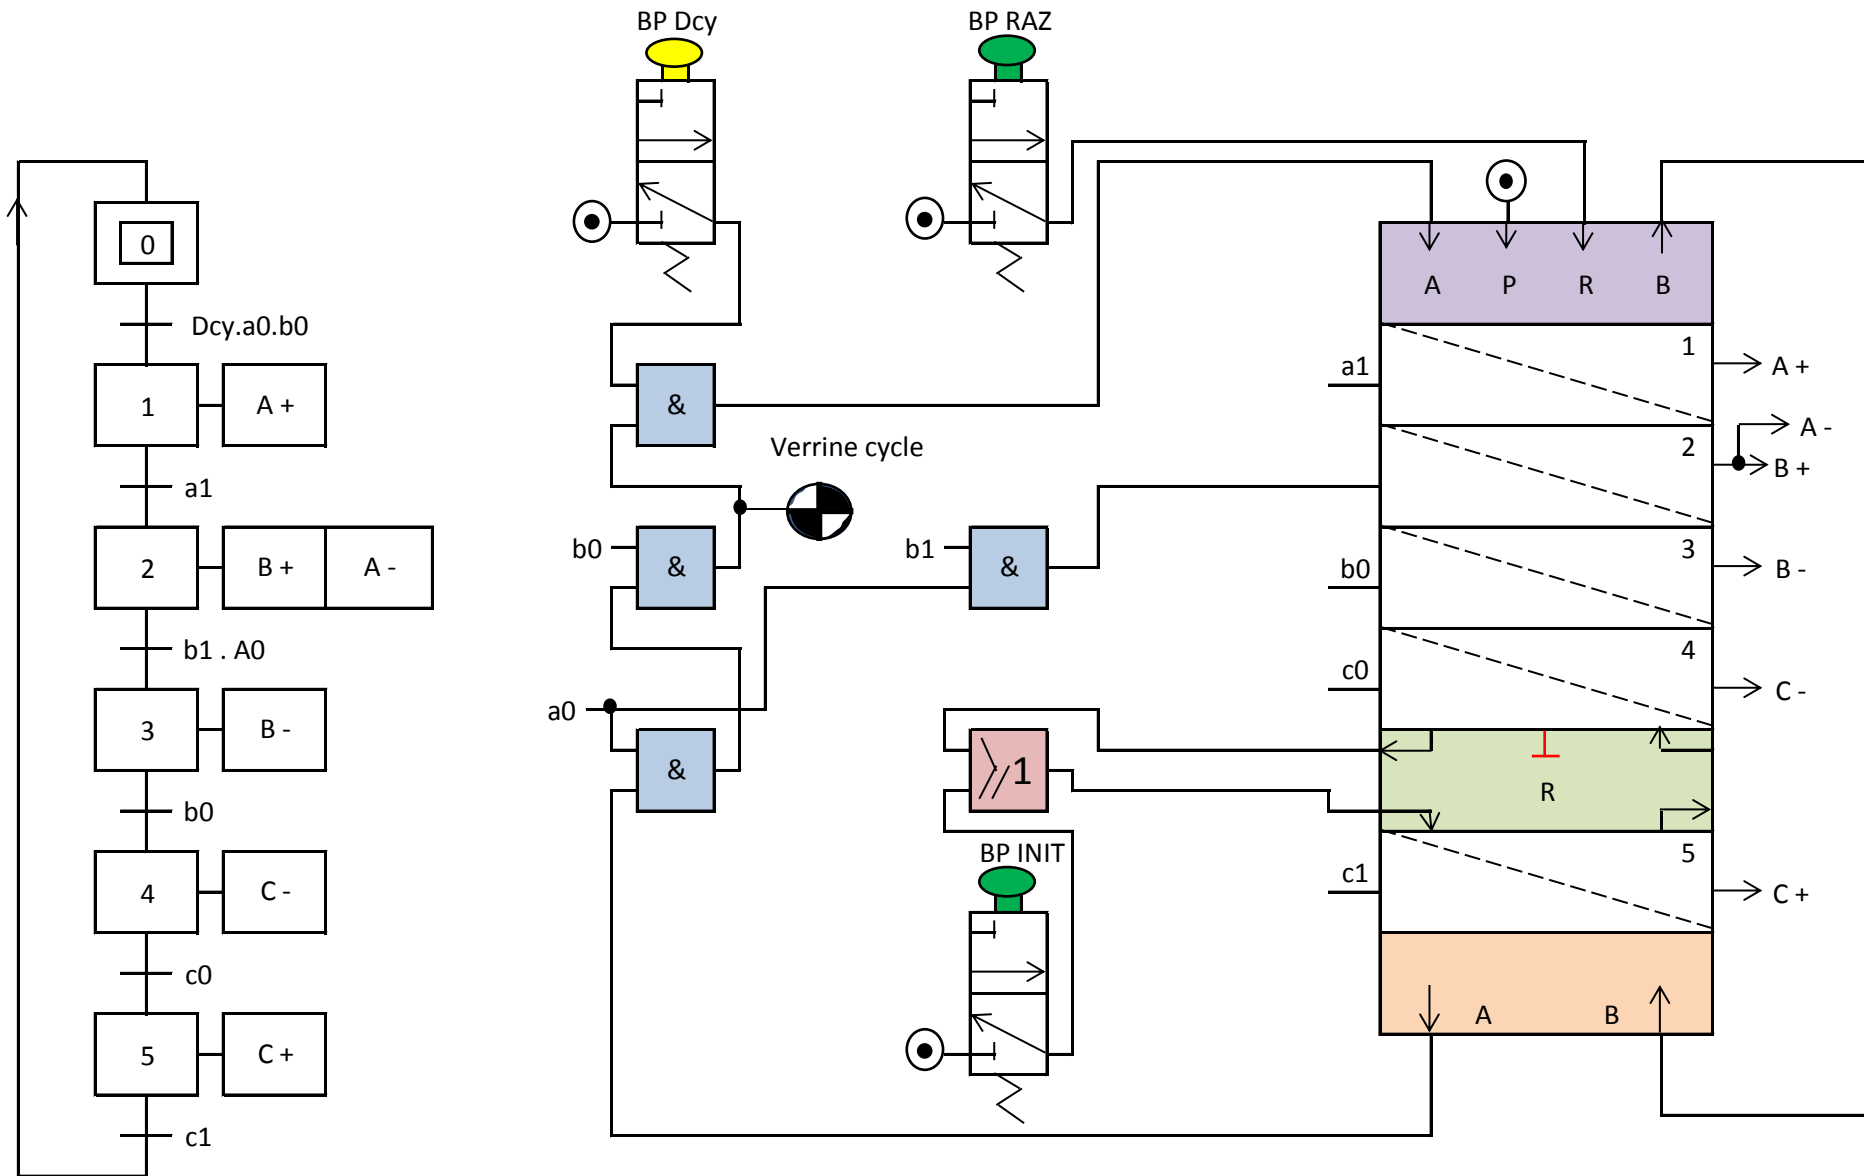 BP Dcy
BP RAZ
0
Dcy.a0.b0
1
A +
a1
2
B +
A -
b1 . A0
3
B -
b0
4
C -
c0
5
C +
c1
&
Verrine cycle
b0
&
b1
&
a0
&
≥1
BP INIT
A
P
R
B
a1
1
A +
A -
2
B +
b0
3
B -
c0
4
C -
R
c1
5
C +
A
B